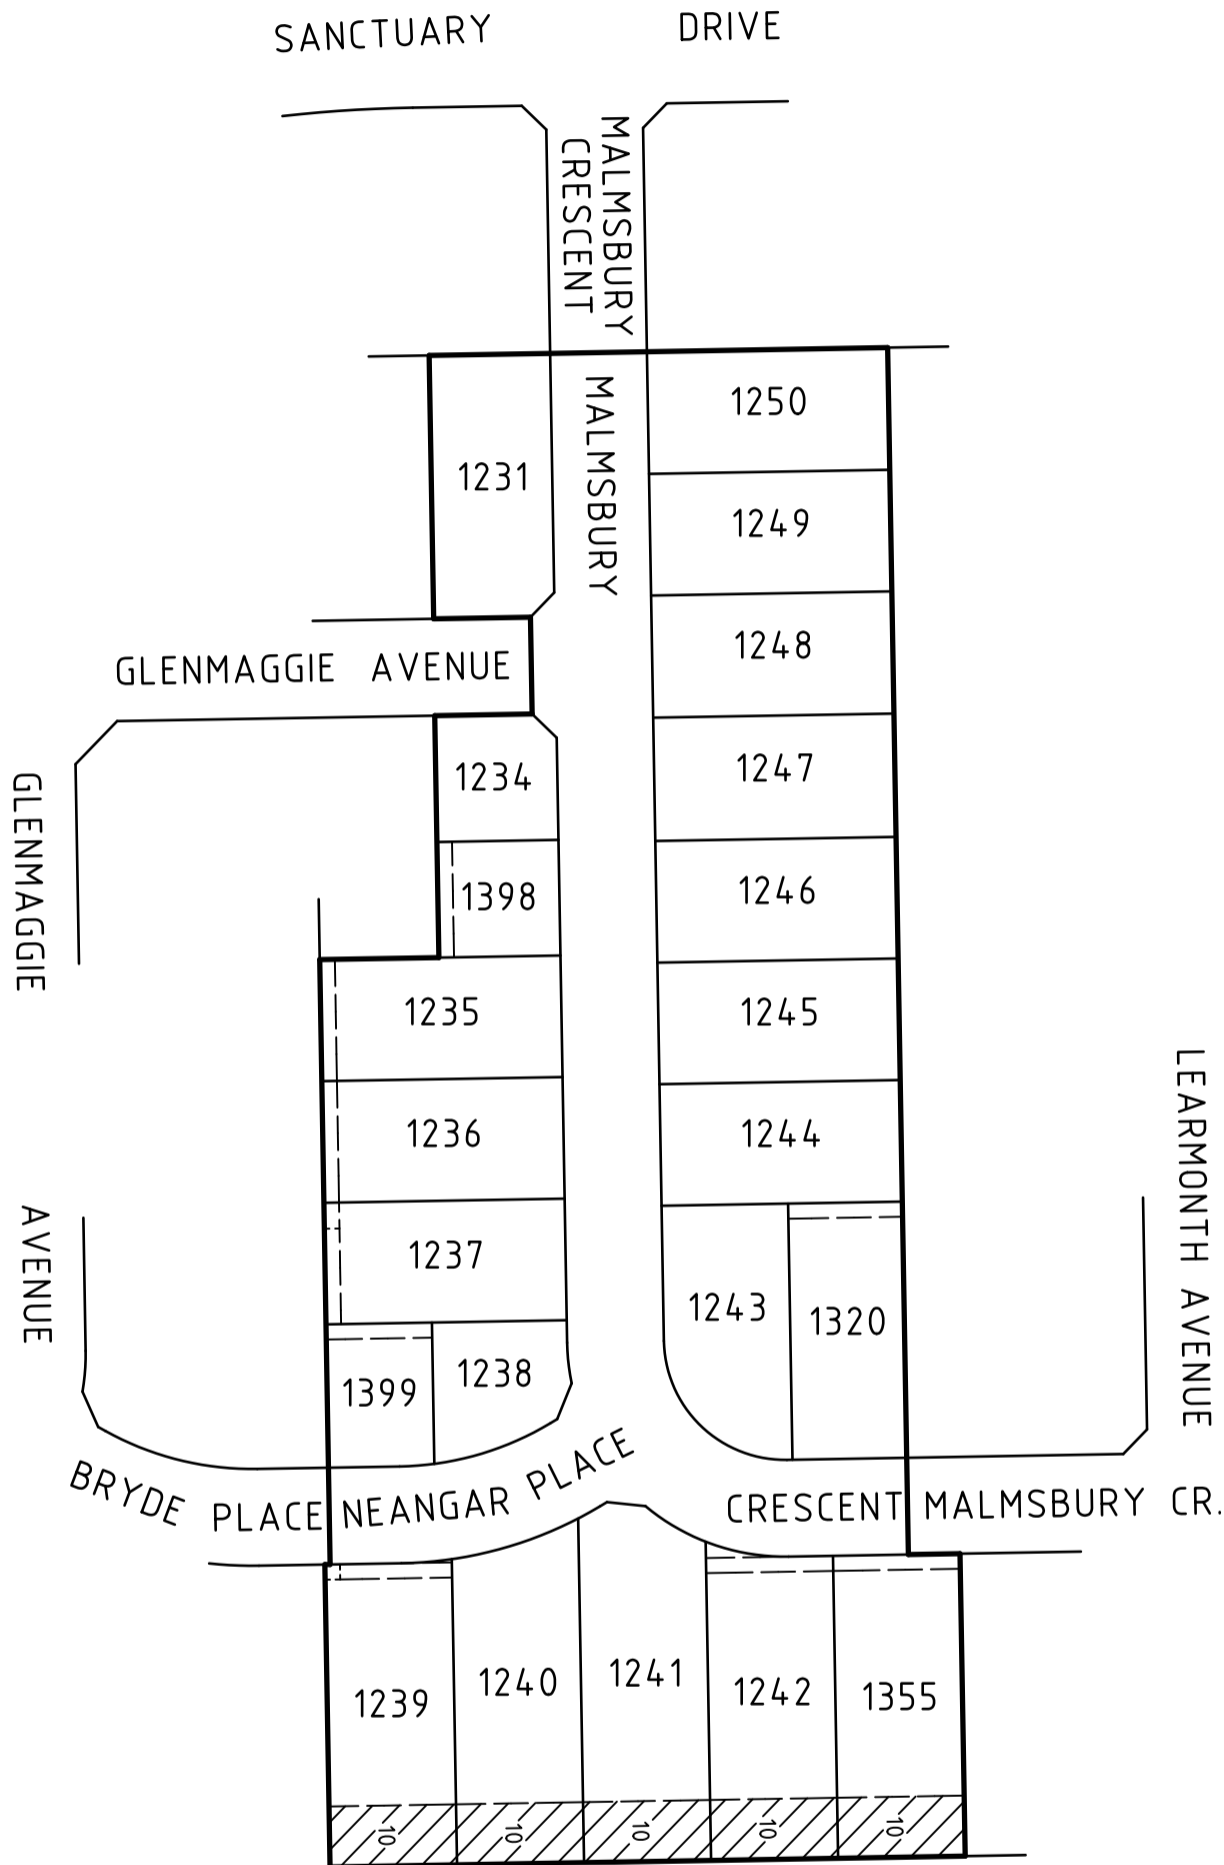 SANCTUARY DRIVE
MALMSBURY
CRESCENT
MALMSBURY
1250
1231
1249
1248
GLENMAGGIE AVENUE
1234
1247
GLENMAGGIE
1398
1246
1235
1245
1236
1244
LEARMONTH AVENUE
AVENUE
1237
1243
1320
1399
1238
BRYDE PLACE
NEANGAR PLACE
CRESCENT
MALMSBURY CR.
1239
1240
1241
1242
1355
10
10
10
10
10